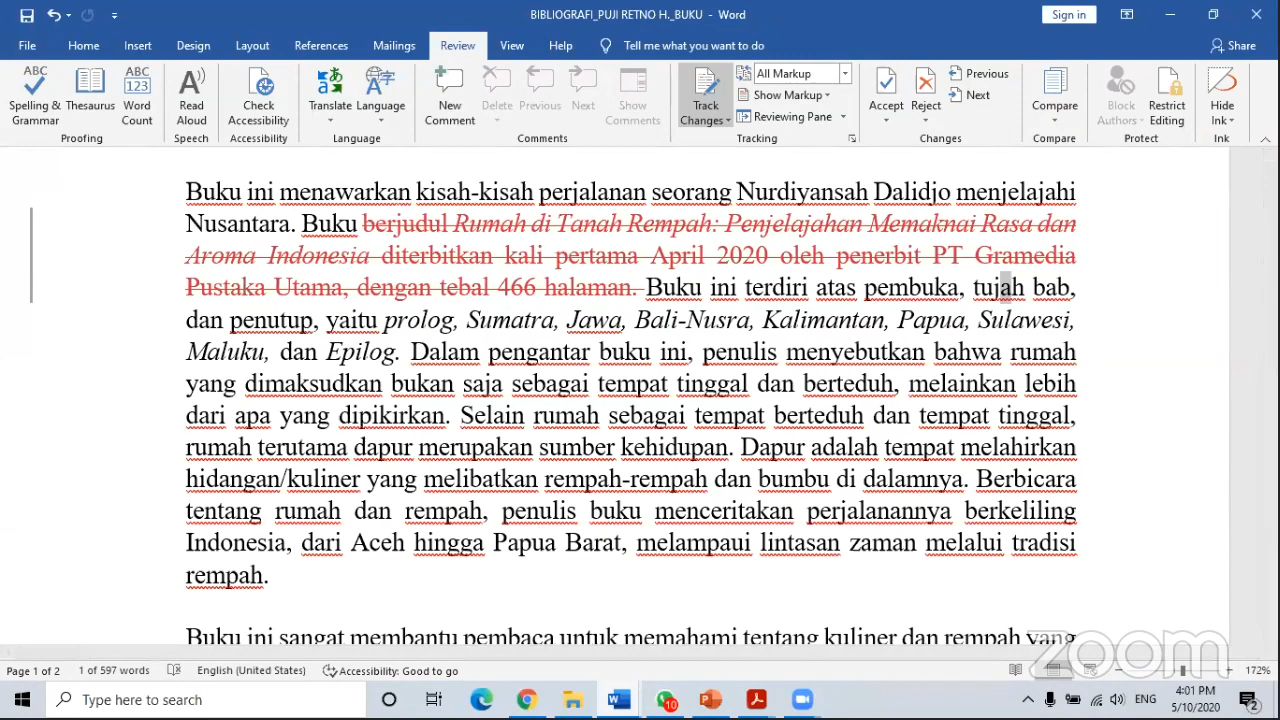 BIBLIOGRAFI_PUJI RETNO H._BUKU - Word
Sign in
File Home Insert Design Layout References Mailings Review View Help Tell me what you want to do Share
Spelling & Grammar
Thesaurus
Word Count
Read Aloud
Check Accessibility
Translate
Language
New Comment
Delete
Previous
Next
Show Comments
Track Changes
All Markup
Show Markup
Reviewing Pane
Accept
Reject
Previous
Next
Compare
Block Authors
Restrict Editing
Hide Ink
Proofing Speech Accessibility Language Comments Tracking Changes Compare Protect Ink
Buku ini menawarkan kisah-kisah perjalanan seorang Nurdiyansah Dalidjo menjelajahi
Nusantara. Buku berjudul Rumah di Tanah Rempah: Penjelajahan Memaknai Rasa dan
Aroma Indonesia diterbitkan kali pertama April 2020 oleh penerbit PT Gramedia
Pustaka Utama, dengan tebal 466 halaman. Buku ini terdiri atas pembuka, tujah bab,
dan penutup, yaitu prolog, Sumatra, Jawa, Bali-Nusra, Kalimantan, Papua, Sulawesi,
Maluku, dan Epilog. Dalam pengantar buku ini, penulis menyebutkan bahwa rumah
yang dimaksudkan bukan saja sebagai tempat tinggal dan berteduh, melainkan lebih
dari apa yang dipikirkan. Selain rumah sebagai tempat berteduh dan tempat tinggal,
rumah terutama dapur merupakan sumber kehidupan. Dapur adalah tempat melahirkan
hidangan/kuliner yang melibatkan rempah-rempah dan bumbu di dalamnya. Berbicara
tentang rumah dan rempah, penulis buku menceritakan perjalanannya berkeliling
Indonesia, dari Aceh hingga Papua Barat, melampaui lintasan zaman melalui tradisi
rempah.
Buku ini sangat membantu pembaca untuk memahami tentang kuliner dan rempah yang
zoom
Page 1 of 2 1 of 597 words English (United States) Accessibility: Good to go 172%
Type here to search
10
ENG
4:01 PM
5/10/2020
2